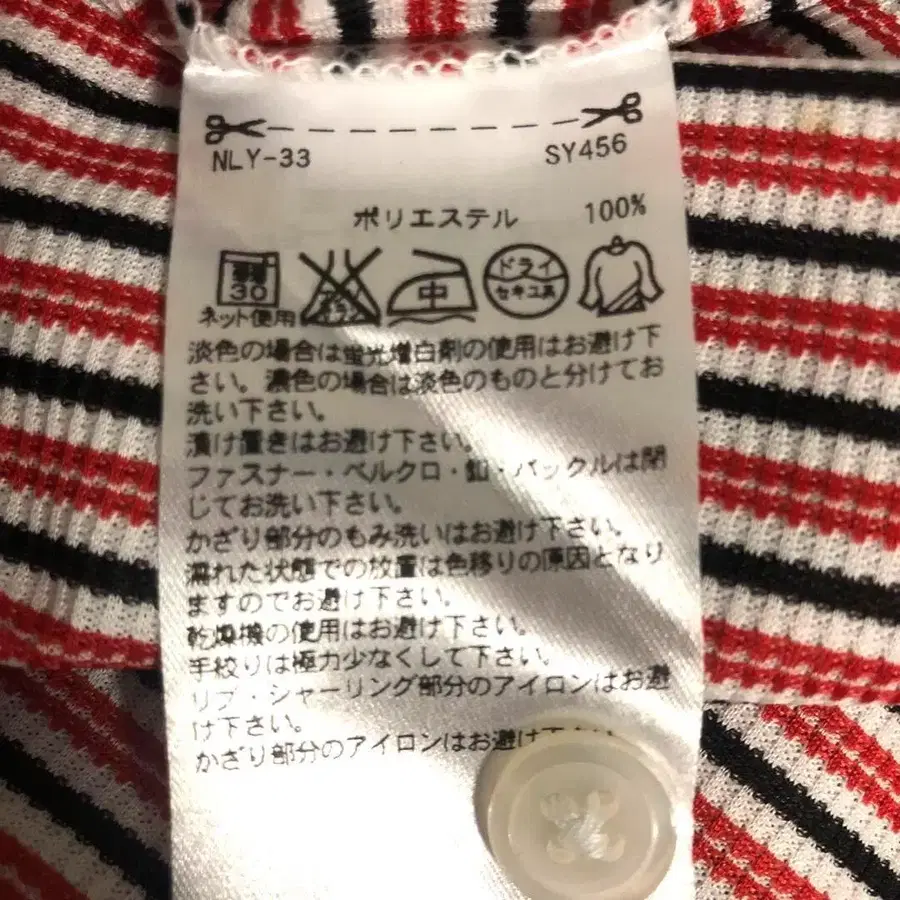 NLY-33 SY456
ポリエステル 100%
30 中 ドライ セキユ系
ネット使用
淡色の場合は蛍光増白剤の使用はお避け下
さい。濃色の場合は淡色のものと分けてお
洗い下さい。
漬け置きはお避け下さい。
ファスナー・ベルクロ・釦・バックルは閉
じてお洗い下さい。
かざり部分のもみ洗いはお避け下さい。
濡れた状態での放置は色移りの原因となり
ますのでお避け下さい。
乾燥機の使用はお避け下さい。
手絞りは極力少なくして下さい。
リブ・シャーリング部分のアイロンはお避
け下さい。
かざり部分のアイロンはお避け下さい。